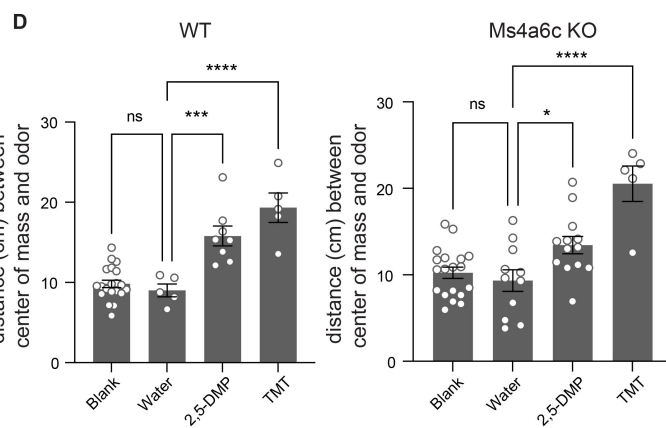 D
WT
Ms4a6c KO
****
ns
***
****
ns
*
distance (cm) between
center of mass and odor
30
20
10
0
Blank
Water
2,5-DMP
TMT
distance (cm) between
center of mass and odor
30
20
10
0
Blank
Water
2,5-DMP
TMT